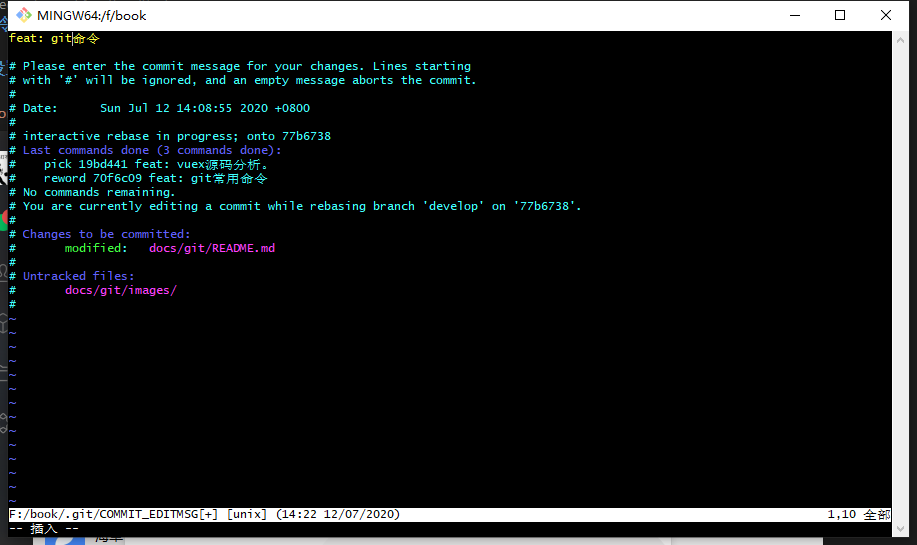 MINGW64:/f/book
feat: git命令
# Please enter the commit message for your changes. Lines starting
# with '#' will be ignored, and an empty message aborts the commit.
#
# Date:      Sun Jul 12 14:08:55 2020 +0800
#
# interactive rebase in progress; onto 77b6738
# Last commands done (3 commands done):
#    pick 19bd441 feat: vuex源码分析。
#    reword 70f6c09 feat: git常用命令
# No commands remaining.
# You are currently editing a commit while rebasing branch 'develop' on '77b6738'.
#
# Changes to be committed:
#       modified:   docs/git/README.md
#
# Untracked files:
#       docs/git/images/
#
~
~
~
~
~
~
~
~
~
~
~
~
~
~
F:/book/.git/COMMIT_EDITMSG[+] [unix] (14:22 12/07/2020) 1,10 全部
-- 插入 --